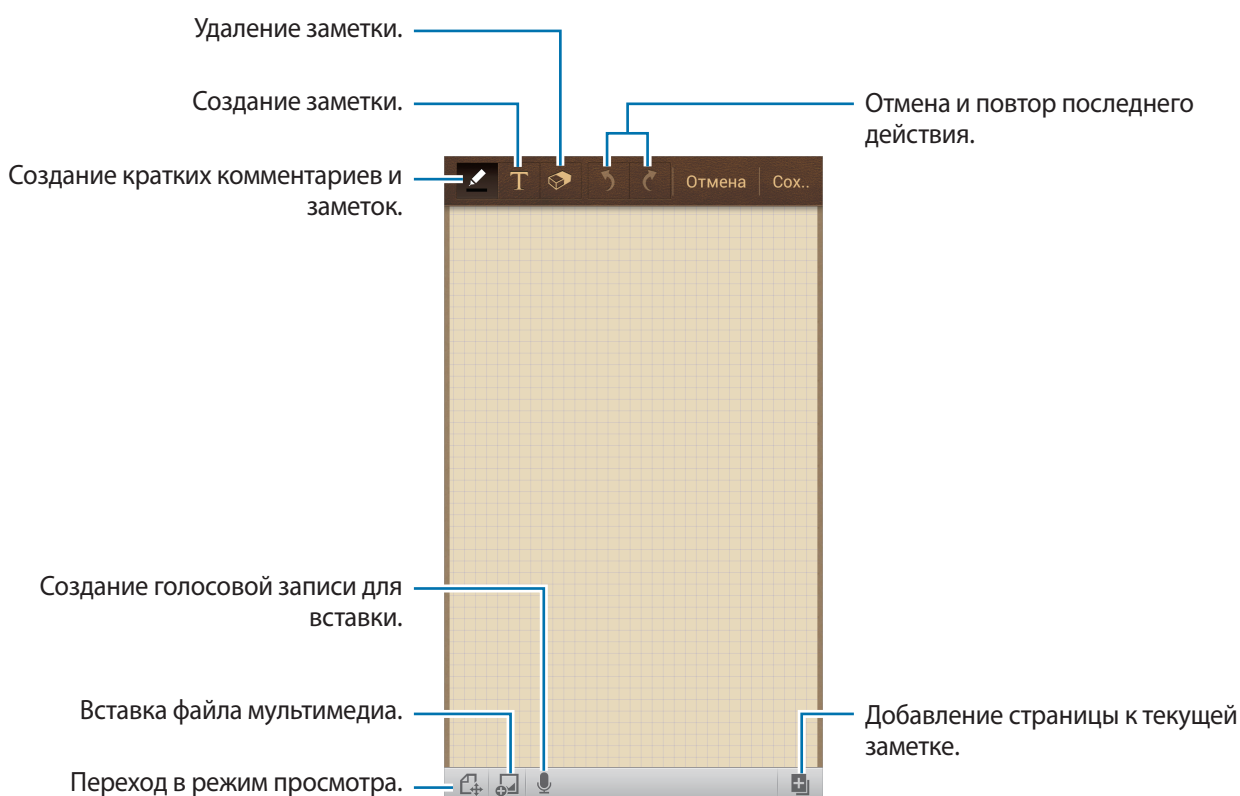 Удаление заметки.
Создание заметки.
Отмена и повтор последнего
действия.
Создание кратких комментариев и
заметок.
T
Отмена
Сох..
Создание голосовой записи для
вставки.
Вставка файла мультимедиа.
Добавление страницы к текущей
заметке.
Переход в режим просмотра.